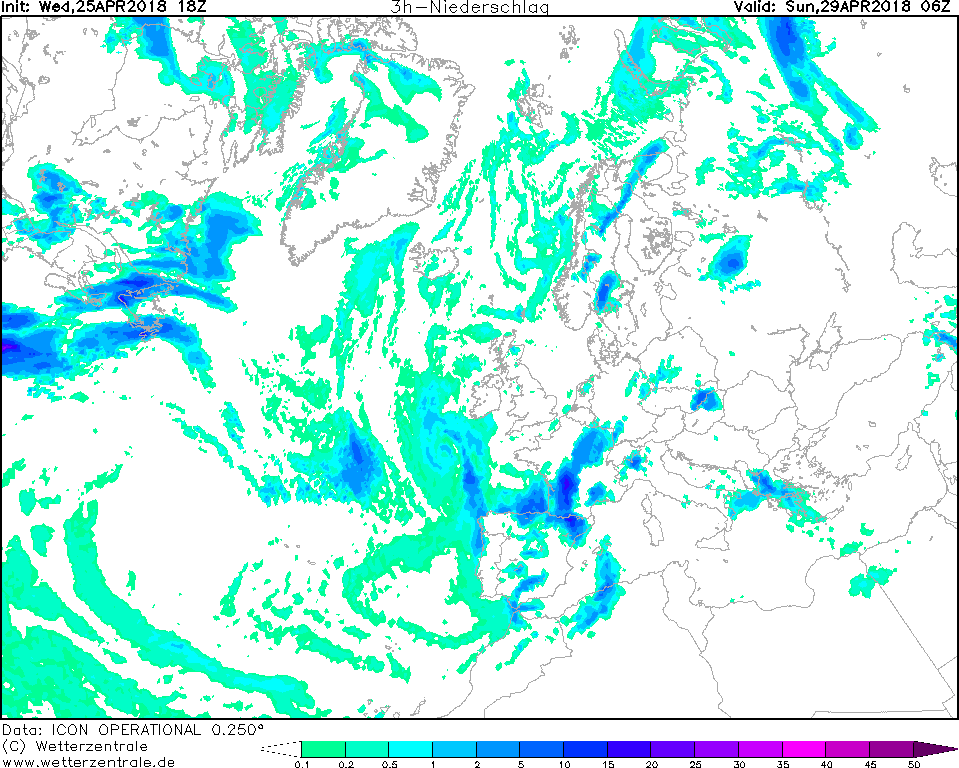 Init: Wed,25APR2018 18Z 3h-Niederschlag Valid: Sun,29APR2018 06Z
Data: ICON OPERATIONAL 0.250°
(C) Wetterzentrale
www.wetterzentrale.de
0.1 0.2 0.5 1 2 5 10 15 20 25 30 35 40 45 50